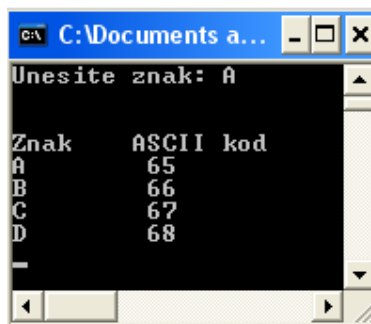 C:\Documents a...
Unesite znak: A
Znak ASCII kod
A 65
B 66
C 67
D 68